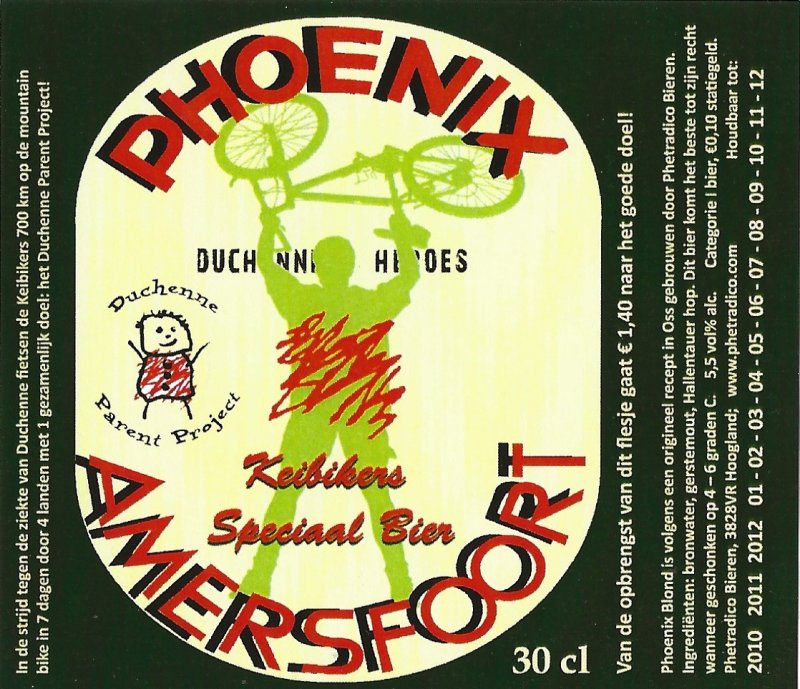 In de strijd tegen de ziekte van Duchenne fietsen de Keibikers 700 km op de mountain
bike in 7 dagen door 4 landen met 1 gezamenlijk doel: het Duchenne Parent Project!
PHOENIX
DUCHENNE HEROES
Duchenne
Parent Project
Keibikers
Speciaal Bier
AMERSFOORT
30 cl
Van de opbrengst van dit flesje gaat € 1,40 naar het goede doel!
Phoenix Blond is volgens een origineel recept in Oss gebrouwen door Phetradico Bieren.
Ingrediënten: bronwater, gerstemout, Hallentauer hop. Dit bier komt het beste tot zijn recht
wanneer geschonken op 4 – 6 graden C. 5,5 vol% alc. Categorie I bier, €0,10 statiegeld.
Phetradico Bieren, 3828VR Hoogland; www.phetradico.com Houdbaar tot:
2010 2011 2012 01 - 02 - 03 - 04 - 05 - 06 - 07 - 08 - 09 - 10 - 11 - 12